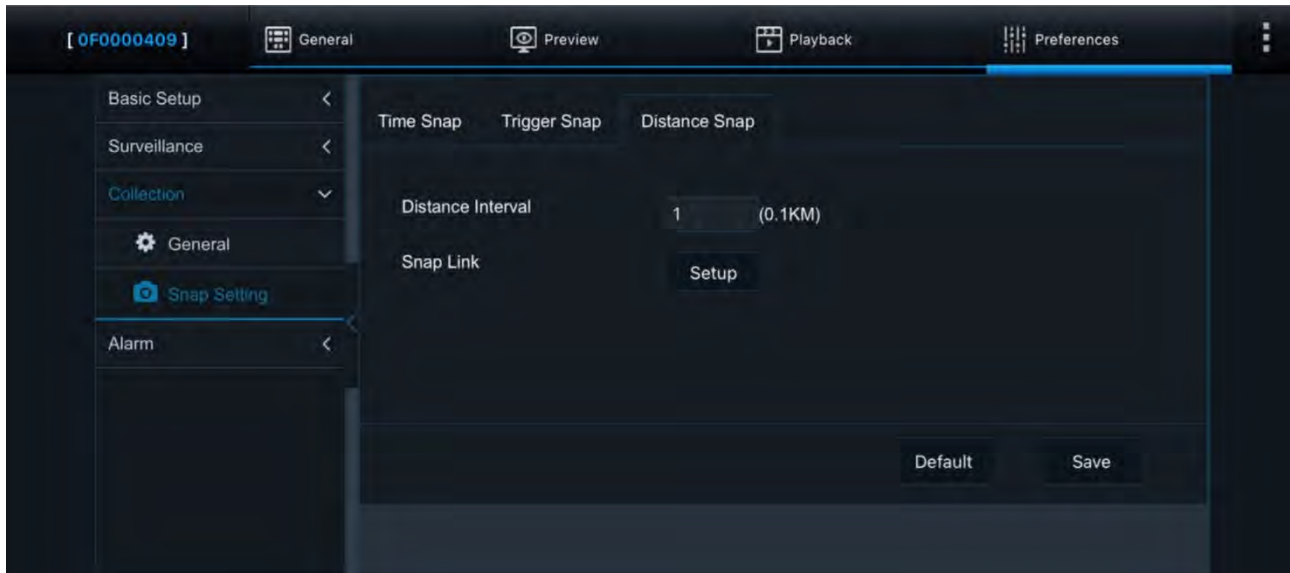 [ 0F0000409 ] General Preview Playback Preferences
Basic Setup
Surveillance
Collection
General
Snap Setting
Alarm
Time Snap Trigger Snap Distance Snap
Distance Interval 1 (0.1KM)
Snap Link Setup
Default Save